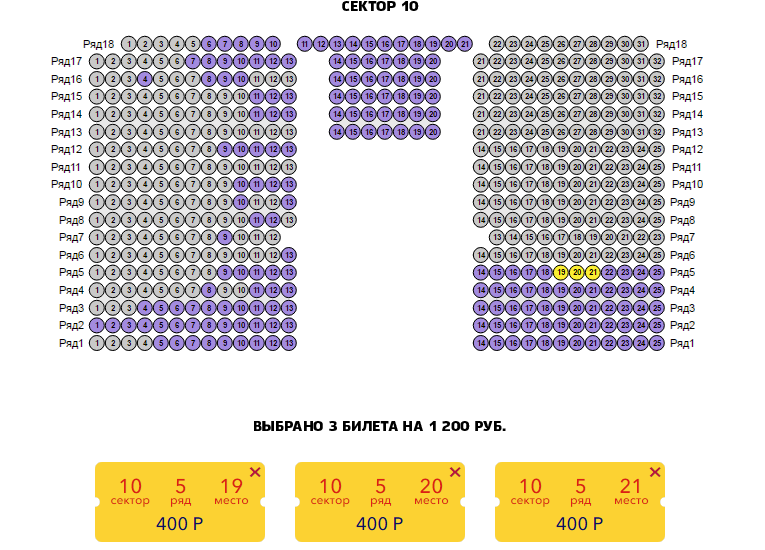 СЕКТОР 10
Ряд18 1 2 3 4 5 6 7 8 9 10 11 12 13 14 15 16 17 18 19 20 21 22 23 24 25 26 27 28 29 30 31 Ряд18
Ряд17 1 2 3 4 5 6 7 8 9 10 11 12 13 14 15 16 17 18 19 20 21 22 23 24 25 26 27 28 29 30 31 32 Ряд17
Ряд16 1 2 3 4 5 6 7 8 9 10 11 12 13 14 15 16 17 18 19 20 21 22 23 24 25 26 27 28 29 30 31 32 Ряд16
Ряд15 1 2 3 4 5 6 7 8 9 10 11 12 13 14 15 16 17 18 19 20 21 22 23 24 25 26 27 28 29 30 31 32 Ряд15
Ряд14 1 2 3 4 5 6 7 8 9 10 11 12 13 14 15 16 17 18 19 20 21 22 23 24 25 26 27 28 29 30 31 32 Ряд14
Ряд13 1 2 3 4 5 6 7 8 9 10 11 12 13 14 15 16 17 18 19 20 21 22 23 24 25 26 27 28 29 30 31 32 Ряд13
Ряд12 1 2 3 4 5 6 7 8 9 10 11 12 13 14 15 16 17 18 19 20 21 22 23 24 25 Ряд12
Ряд11 1 2 3 4 5 6 7 8 9 10 11 12 13 14 15 16 17 18 19 20 21 22 23 24 25 Ряд11
Ряд10 1 2 3 4 5 6 7 8 9 10 11 12 13 14 15 16 17 18 19 20 21 22 23 24 25 Ряд10
Ряд9 1 2 3 4 5 6 7 8 9 10 11 12 13 14 15 16 17 18 19 20 21 22 23 24 25 Ряд9
Ряд8 1 2 3 4 5 6 7 8 9 10 11 12 13 14 15 16 17 18 19 20 21 22 23 24 25 Ряд8
Ряд7 1 2 3 4 5 6 7 8 9 10 11 12 13 14 15 16 17 18 19 20 21 22 23 Ряд7
Ряд6 1 2 3 4 5 6 7 8 9 10 11 12 13 14 15 16 17 18 19 20 21 22 23 24 25 Ряд6
Ряд5 1 2 3 4 5 6 7 8 9 10 11 12 13 14 15 16 17 18 19 20 21 22 23 24 25 Ряд5
Ряд4 1 2 3 4 5 6 7 8 9 10 11 12 13 14 15 16 17 18 19 20 21 22 23 24 25 Ряд4
Ряд3 1 2 3 4 5 6 7 8 9 10 11 12 13 14 15 16 17 18 19 20 21 22 23 24 25 Ряд3
Ряд2 1 2 3 4 5 6 7 8 9 10 11 12 13 14 15 16 17 18 19 20 21 22 23 24 25 Ряд2
Ряд1 1 2 3 4 5 6 7 8 9 10 11 12 13 14 15 16 17 18 19 20 21 22 23 24 25 Ряд1
ВЫБРАНО 3 БИЛЕТА НА 1 200 РУБ.
10 5 19
сектор ряд место
400 Р
10 5 20
сектор ряд место
400 Р
10 5 21
сектор ряд место
400 Р